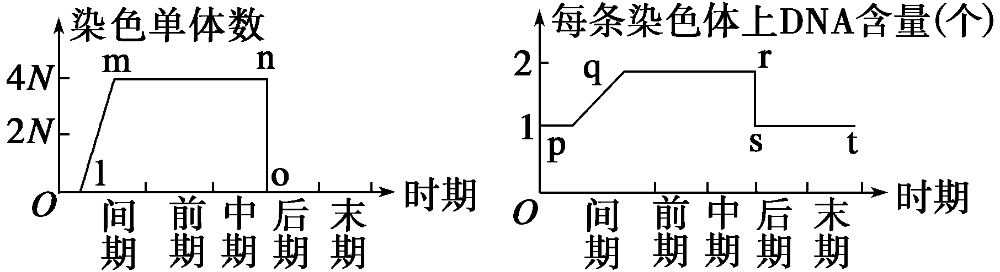 染色单体数
4N
2N
m
n
l
o
O
间期
前期
中期
后期
末期
时期
每条染色体上DNA含量(个)
2
1
q
r
p
s
t
O
间期
前期
中期
后期
末期
时期